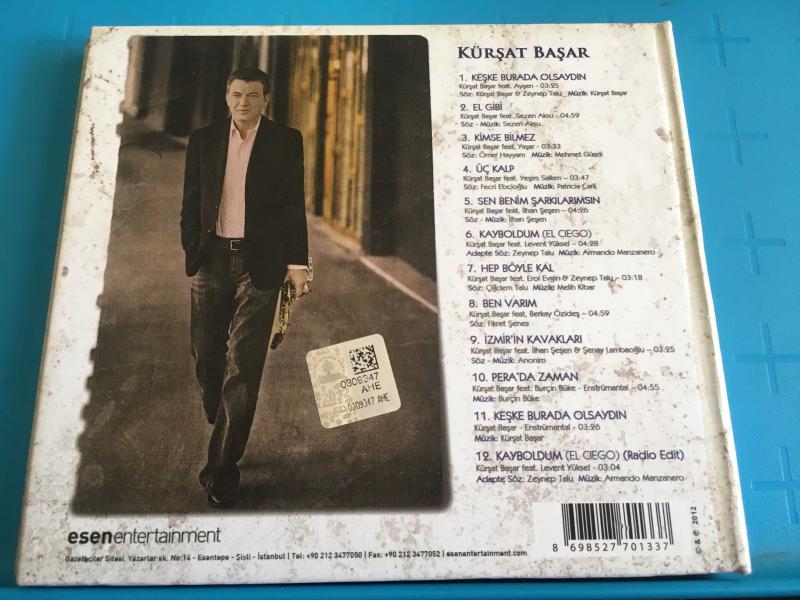 KÜRŞAT BAŞAR
1. KEŞKE BURADA OLSAYDIN
Kürşat Başar feat. Ayşen - 03:25
Söz: Kürşat Başar & Zeynep Talu Müzik: Kürşat Başar
2. EL GİBİ
Kürşat Başar feat. Sezen Aksu - 04:59
Söz - Müzik: Sezen Aksu
3. KİMSE BİLMEZ
Kürşat Başar feat. Yaşar - 03:33
Söz: Ömer Hayyam Müzik: Mehmet Güreli
4. ÜÇ KALP
Kürşat Başar feat. Yeşim Salkım – 03:47
Söz: Fecri Ebcioğlu Müzik: Patricia Carli
5. SEN BENİM ŞARKILARIMSIN
Kürşat Başar feat. İlhan Şeşen – 04:26
Söz - Müzik: İlhan Şeşen
6. KAYBOLDUM (EL CIEGO)
Kürşat Başar feat. Levent Yüksel - 04:28
Adapte Söz: Zeynep Talu Müzik: Armando Manzanero
7. HEP BÖYLE KAL
Kürşat Başar feat. Erol Evgin & Zeynep Talu – 03:18
Söz: Çiğdem Talu Müzik: Melih Kibar
8. BEN VARIM
Kürşat Başar feat. Berkay Özideş – 04:59
Söz: Fikret Şeneş
9. İZMİR'İN KAVAKLARI
Kürşat Başar feat. İlhan Şeşen & Şenay Lambaoğlu – 03:25
Söz - Müzik: Anonim
10. PERA'DA ZAMAN
Kürşat Başar feat. Burçin Büke - Enstrümantal – 04:55
Müzik: Burçin Büke
11. KEŞKE BURADA OLSAYDIN
Kürşat Başar - Enstrümantal - 03:26
Müzik: Kürşat Başar
12. KAYBOLDUM (EL CIEGO) (Radio Edit)
Kürşat Başar feat. Levent Yüksel - 03:04
Adapte Söz: Zeynep Talu Müzik: Armando Manzanero
0309347
AHE
0309347 AHE
esenentertainment
Gazeteciler Sitesi, Yazarlar sk. No:14 - Esentepe - Şişli - İstanbul | Tel: +90 212 3477050 | Fax: +90 212 3477052 | esenentertainment.com
8 698527 701337
© & ℗ 2012